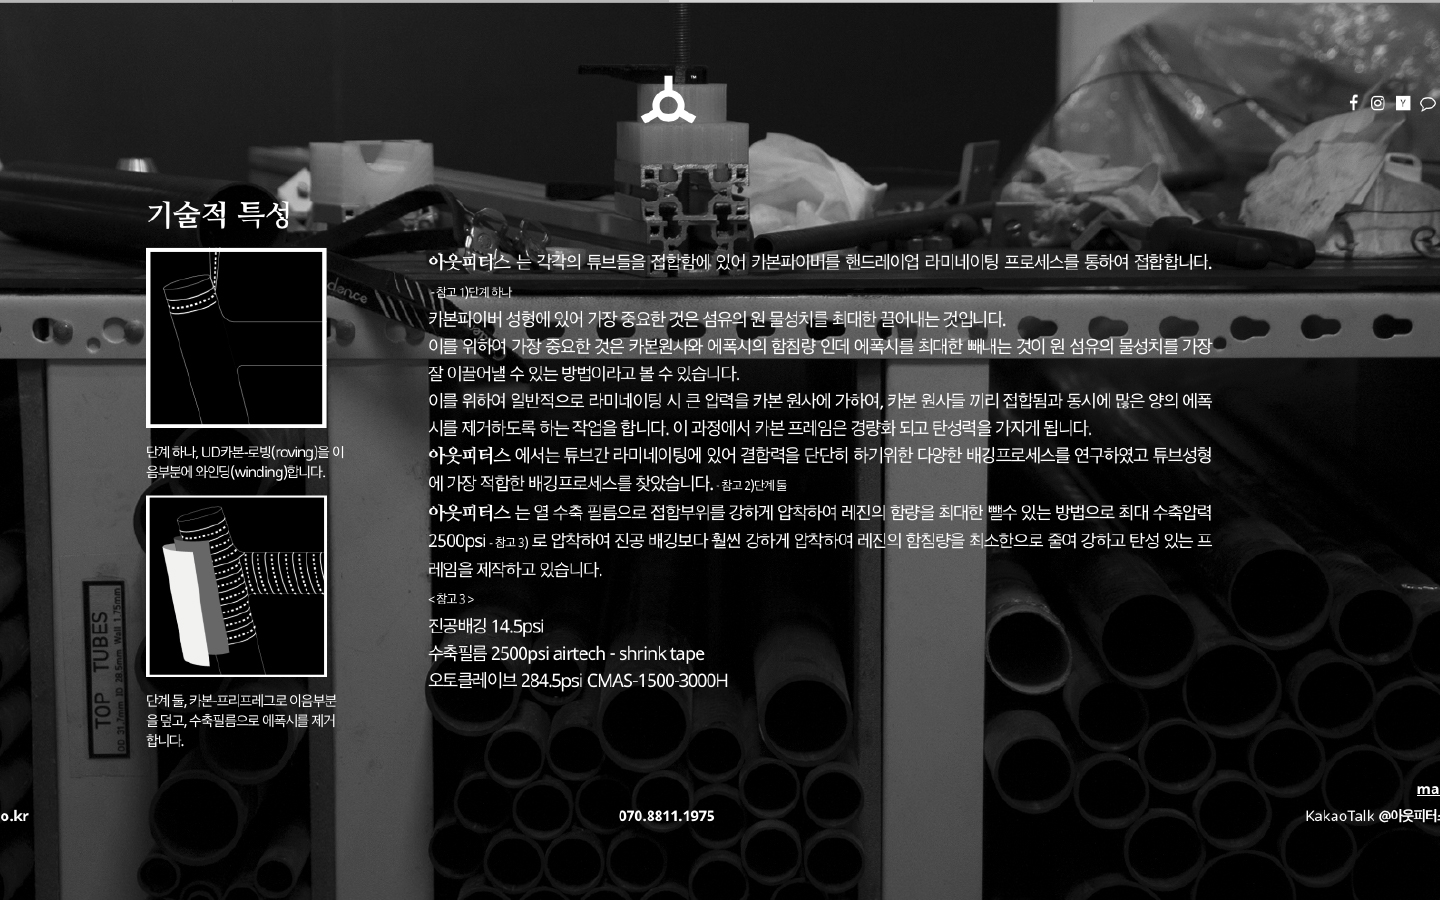 기술적 특성
아웃피터스 는 각각의 튜브들을 접합함에 있어 카본파이버를 핸드레이업 라미네이팅 프로세스를 통하여 접합합니다.
- 참고 1)단계 하나
카본파이버 성형에 있어 가장 중요한 것은 섬유의 원 물성치를 최대한 끌어내는 것입니다.
이를 위하여 가장 중요한 것은 카본원사와 에폭시의 함침량 인데 에폭시를 최대한 빼내는 것이 원 섬유의 물성치를 가장
잘 이끌어낼 수 있는 방법이라고 볼 수 있습니다.
이를 위하여 일반적으로 라미네이팅 시 큰 압력을 카본 원사에 가하여, 카본 원사들 끼리 접합됨과 동시에 많은 양의 에폭
시를 제거하도록 하는 작업을 합니다. 이 과정에서 카본 프레임은 경량화 되고 탄성력을 가지게 됩니다.
아웃피터스 에서는 튜브간 라미네이팅에 있어 결합력을 단단히 하기위한 다양한 배깅프로세스를 연구하였고 튜브성형
에 가장 적합한 배깅프로세스를 찾았습니다. - 참고 2)단계 둘
아웃피터스 는 열 수축 필름으로 접합부위를 강하게 압착하여 레진의 함량을 최대한 뺄수 있는 방법으로 최대 수축압력
2500psi - 참고 3) 로 압착하여 진공 배깅보다 훨씬 강하게 압착하여 레진의 함침량을 최소한으로 줄여 강하고 탄성 있는 프
레임을 제작하고 있습니다.
<참고 3 >
진공배깅 14.5psi
수축필름 2500psi airtech - shrink tape
오토클레이브 284.5psi CMAS-1500-3000H
단계 하나, UD카본-로빙(roving)을 이
음부분에 와인딩(winding)합니다.
단계 둘, 카본-프리프레그로 이음부분
을 덮고, 수축필름으로 에폭시를 제거
합니다.
TOP TUBES
OD 31.7mm ID 28.5mm Wall 1.75mm
o.kr
070.8811.1975
ma
KakaoTalk @아웃피터